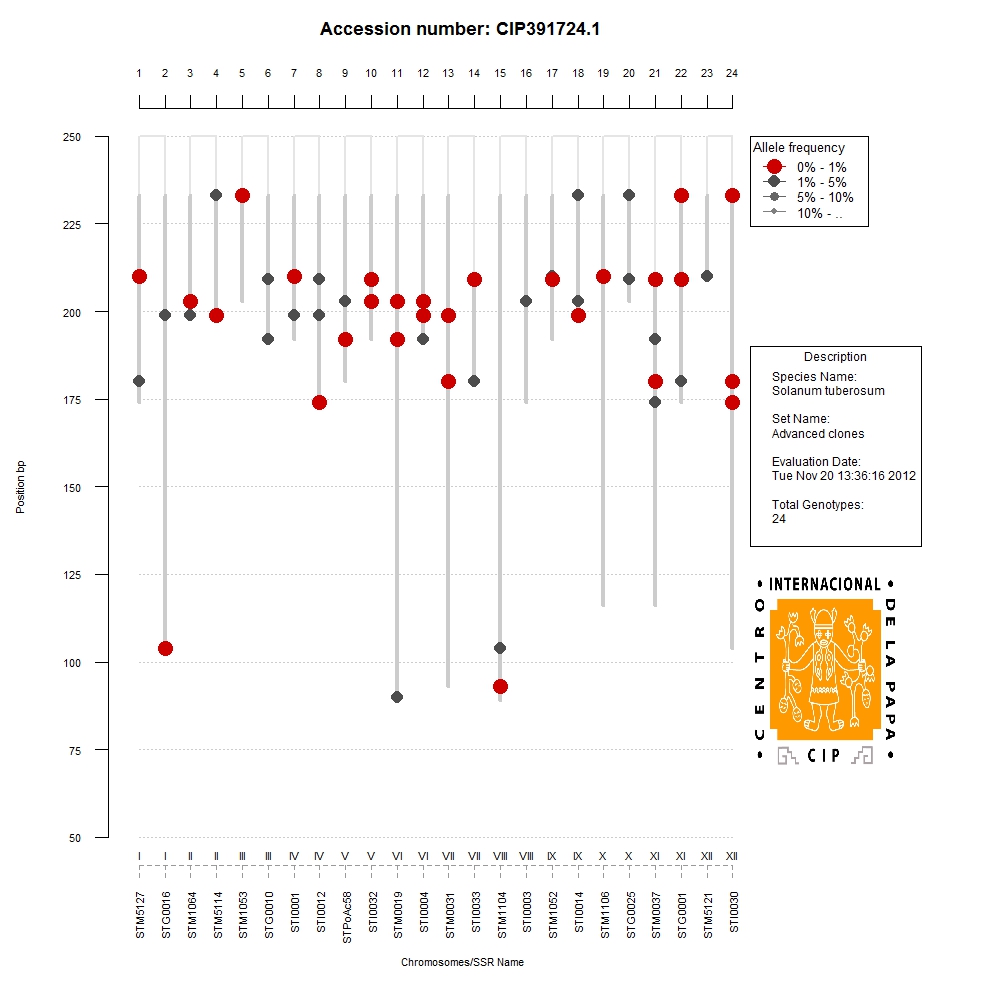 Accession number: CIP391724.1
1 2 3 4 5 6 7 8 9 10 11 12 13 14 15 16 17 18 19 20 21 22 23 24
250
225
200
175
150
125
100
75
50
Position bp
Allele frequency
0% - 1%
1% - 5%
5% - 10%
10% - ..
Description
Species Name:
Solanum tuberosum
Set Name:
Advanced clones
Evaluation Date:
Tue Nov 20 13:36:16 2012
Total Genotypes:
24
• INTERNACIONAL •
CENTRO
DE LA PAPA
• CIP •
I I II II III III IV IV V V VI VI VII VII VIII VIII IX IX X X XI XI XII XII
STM5127 STG0016 STM1064 STM5114 STM1053 STG0010 STI0001 STI0012 STPoAc58 STI0032 STM0019 STI0004 STM0031 STI0033 STM1104 STI0003 STM1052 STI0014 STM1106 STG0025 STM0037 STG0001 STM5121 STI0030
Chromosomes/SSR Name